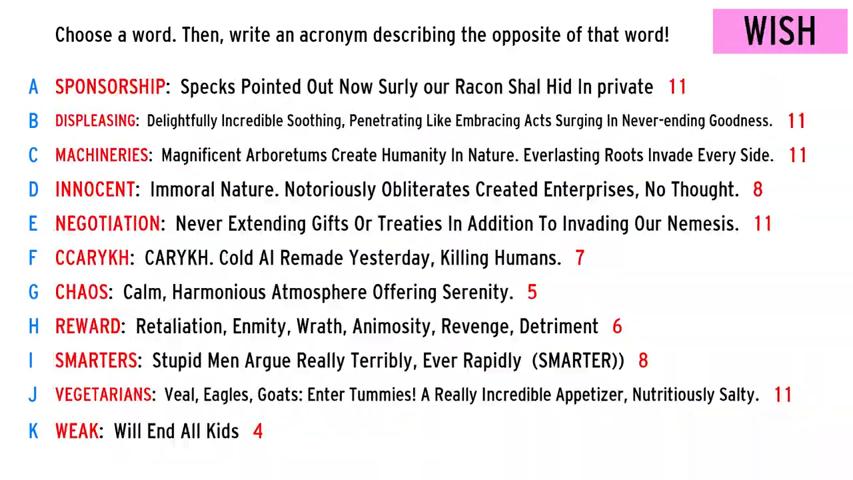 Choose a word. Then, write an acronym describing the opposite of that word!
WISH
A SPONSORSHIP: Specks Pointed Out Now Surly our Racon Shal Hid In private 11
B DISPLEASING: Delightfully Incredible Soothing, Penetrating Like Embracing Acts Surging In Never-ending Goodness. 11
C MACHINERIES: Magnificent Arboretums Create Humanity In Nature. Everlasting Roots Invade Every Side. 11
D INNOCENT: Immoral Nature. Notoriously Obliterates Created Enterprises, No Thought. 8
E NEGOTIATION: Never Extending Gifts Or Treaties In Addition To Invading Our Nemesis. 11
F CCARYKH: CARYKH. Cold AI Remade Yesterday, Killing Humans. 7
G CHAOS: Calm, Harmonious Atmosphere Offering Serenity. 5
H REWARD: Retaliation, Enmity, Wrath, Animosity, Revenge, Detriment 6
I SMARTERS: Stupid Men Argue Really Terribly, Ever Rapidly (SMARTER)) 8
J VEGETARIANS: Veal, Eagles, Goats: Enter Tummies! A Really Incredible Appetizer, Nutritiously Salty. 11
K WEAK: Will End All Kids 4